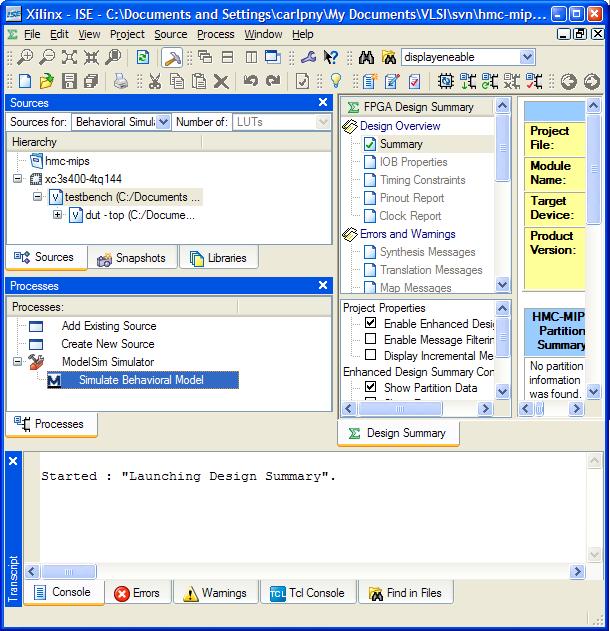 Xilinx - ISE - C:\Documents and Settings\carlpny\My Documents\VLSI\svn\hmc-mip...
File Edit View Project Source Process Window Help
displayeneable
Sources
Sources for: Behavioral Simula Number of: LUTs
Hierarchy
hmc-mips
xc3s400-4tq144
testbench (C:/Documents ...
dut - top (C:/Docume...
Sources Snapshots Libraries
Processes
Processes:
Add Existing Source
Create New Source
ModelSim Simulator
Simulate Behavioral Model
Processes
FPGA Design Summary
Design Overview
Summary
IOB Properties
Timing Constraints
Pinout Report
Clock Report
Errors and Warnings
Synthesis Messages
Translation Messages
Map Messages
Project Properties
Enable Enhanced Desig
Enable Message Filterin
Display Incremental Me
Enhanced Design Summary Con
Show Partition Data
Design Summary
Project
File:
Module
Name:
Target
Device:
Product
Version:
HMC-MIP
Partition
Summary
No partition
information
was found.
Started : "Launching Design Summary".
Transcript
Console Errors Warnings TCL Tcl Console Find in Files